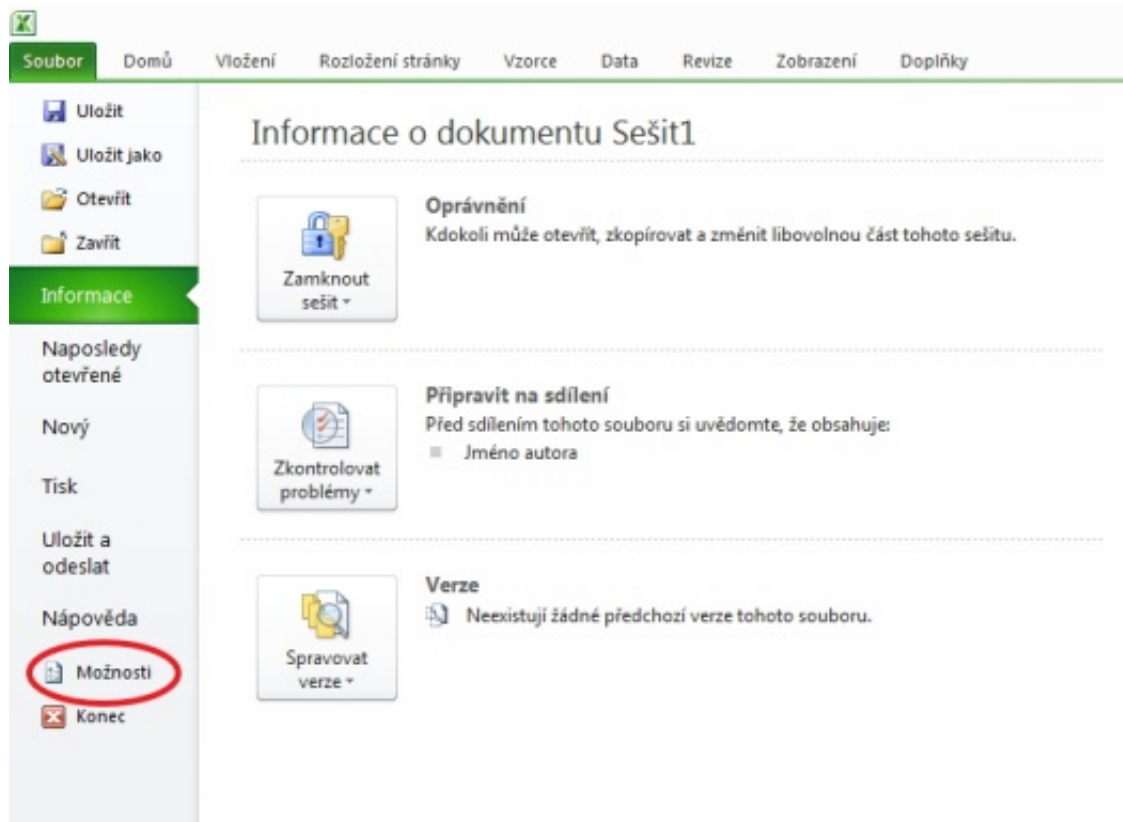 Soubor Domů Vložení Rozložení stránky Vzorce Data Revize Zobrazení Doplňky
Uložit
Uložit jako
Otevřít
Zavřít
Informace
Naposledy
otevřené
Nový
Tisk
Uložit a
odeslat
Nápověda
Možnosti
Konec
Informace o dokumentu Sešit1
Zamknout
sešit
Oprávnění
Kdokoli může otevřít, zkopírovat a změnit libovolnou část tohoto sešitu.
Zkontrolovat
problémy
Připravit na sdílení
Před sdílením tohoto souboru si uvědomte, že obsahuje:
Jméno autora
Spravovat
verze
Verze
Neexistují žádné předchozí verze tohoto souboru.